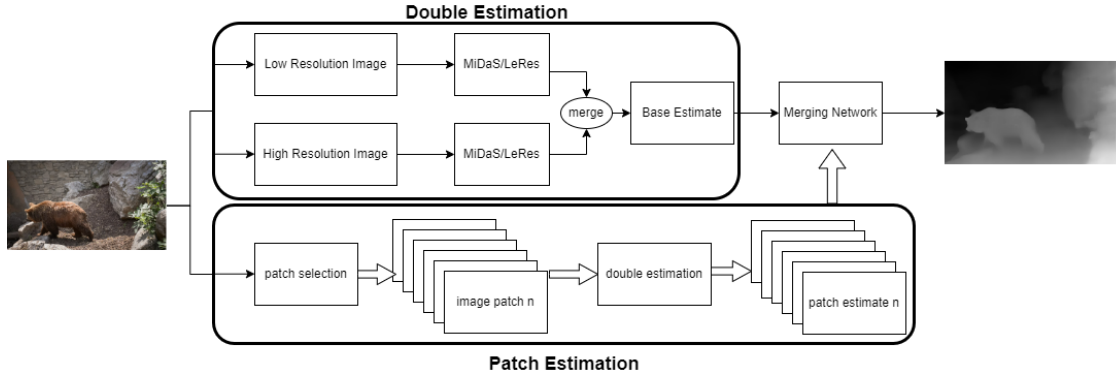 Double Estimation
Low Resolution Image
MiDaS/LeRes
High Resolution Image
MiDaS/LeRes
merge
Base Estimate
Merging Network
patch selection
image patch n
double estimation
patch estimate n
Patch Estimation